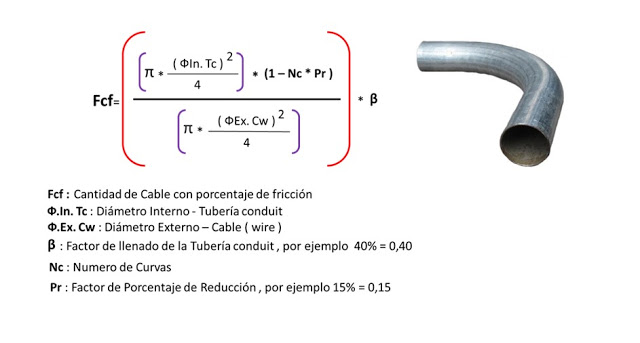 ( ΦIn. Tc ) 2
π * 4 * (1 – Nc * Pr )
Fcf= * β
( ΦEx. Cw ) 2
π * 4
Fcf : Cantidad de Cable con porcentaje de fricción
Φ.In. Tc : Diámetro Interno - Tubería conduit
Φ.Ex. Cw : Diámetro Externo – Cable ( wire )
β : Factor de llenado de la Tubería conduit , por ejemplo 40% = 0,40
Nc : Numero de Curvas
Pr : Factor de Porcentaje de Reducción , por ejemplo 15% = 0,15